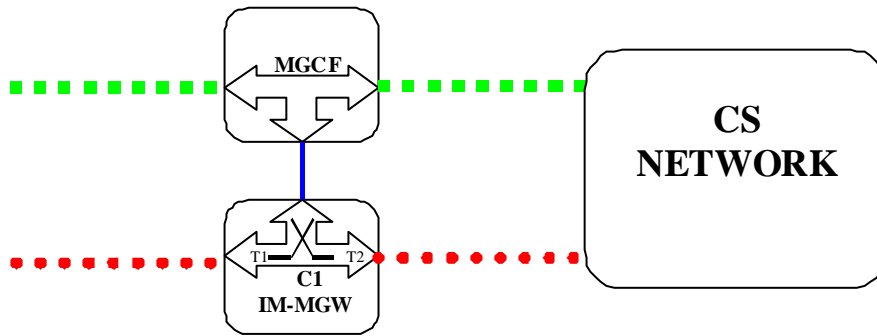 MGCF
CS
NETWORK
T1 T2
C1
IM-MGW